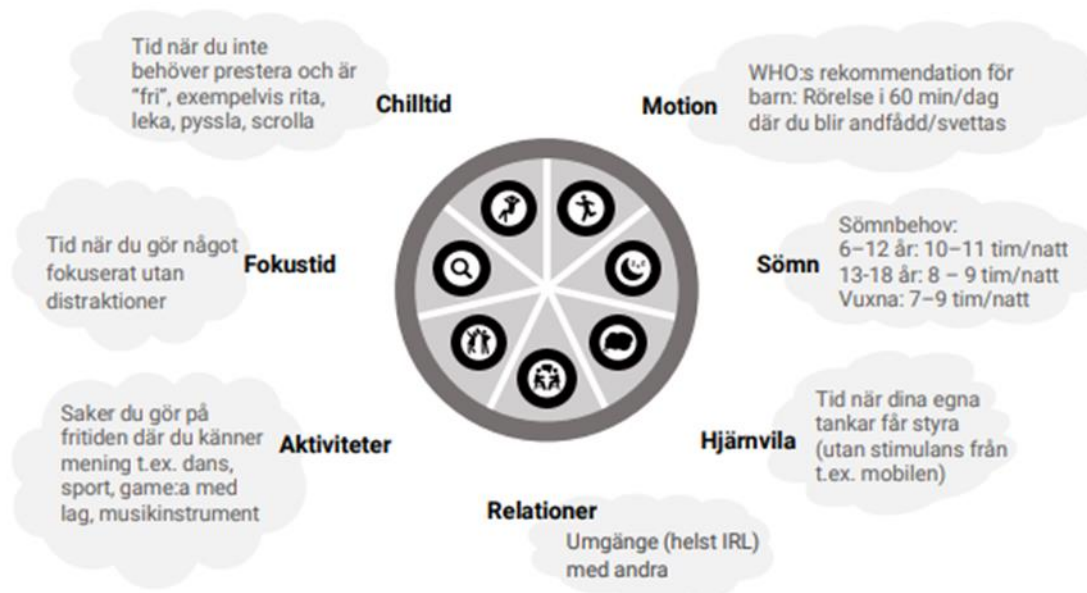 Tid när du inte
behöver prestera och är
"fri", exempelvis rita,
leka, pyssla, scrolla
Chilltid
Motion
WHO:s rekommendation för
barn: Rörelse i 60 min/dag
där du blir andfådd/svettas
Tid när du gör något
fokuserat utan
distraktioner
Fokustid
Sömn
Sömnbehov:
6–12 år: 10–11 tim/natt
13-18 år: 8 – 9 tim/natt
Vuxna: 7–9 tim/natt
Saker du gör på
fritiden där du känner
mening t.ex. dans,
sport, game:a med
lag, musikinstrument
Aktiviteter
Hjärnvila
Tid när dina egna
tankar får styra
(utan stimulans från
t.ex. mobilen)
Relationer
Umgänge (helst IRL)
med andra